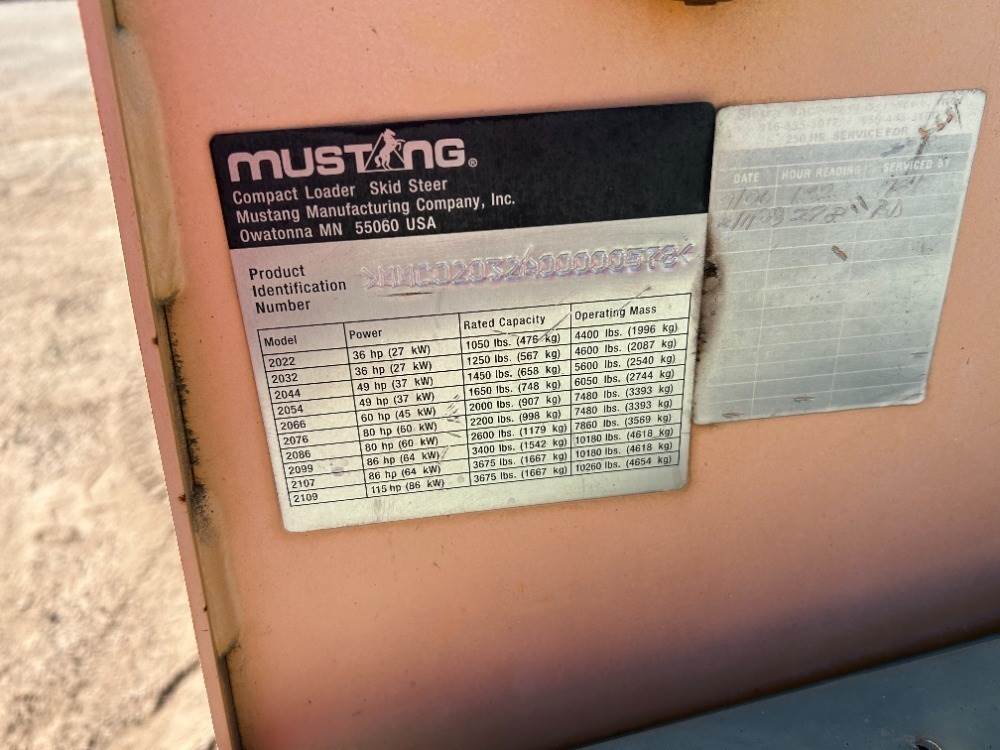 MUSTANG®
Compact Loader Skid Steer
Mustang Manufacturing Company, Inc.
Owatonna MN 55060 USA
Product
Identification
Number
Model Power Rated Capacity Operating Mass
2022 36 hp (27 kW) 1050 lbs. (476 kg) 4400 lbs. (1996 kg)
2032 36 hp (27 kW) 1250 lbs. (567 kg) 4600 lbs. (2087 kg)
2044 49 hp (37 kW) 1450 lbs. (658 kg) 5600 lbs. (2540 kg)
2054 49 hp (37 kW) 1650 lbs. (748 kg) 6050 lbs. (2744 kg)
2066 60 hp (45 kW) 2000 lbs. (907 kg) 7480 lbs. (3393 kg)
2076 80 hp (60 kW) 2200 lbs. (998 kg) 7480 lbs. (3393 kg)
2086 80 hp (60 kW) 2600 lbs. (1179 kg) 7860 lbs. (3569 kg)
2099 86 hp (64 kW) 3400 lbs. (1542 kg) 10180 lbs. (4618 kg)
2107 86 hp (64 kW) 3675 lbs. (1667 kg) 10180 lbs. (4618 kg)
2109 115 hp (86 kW) 3675 lbs. (1667 kg) 10260 lbs. (4654 kg)
250 HR. SERVICE FOR
DATE HOUR READING SERVICED BY